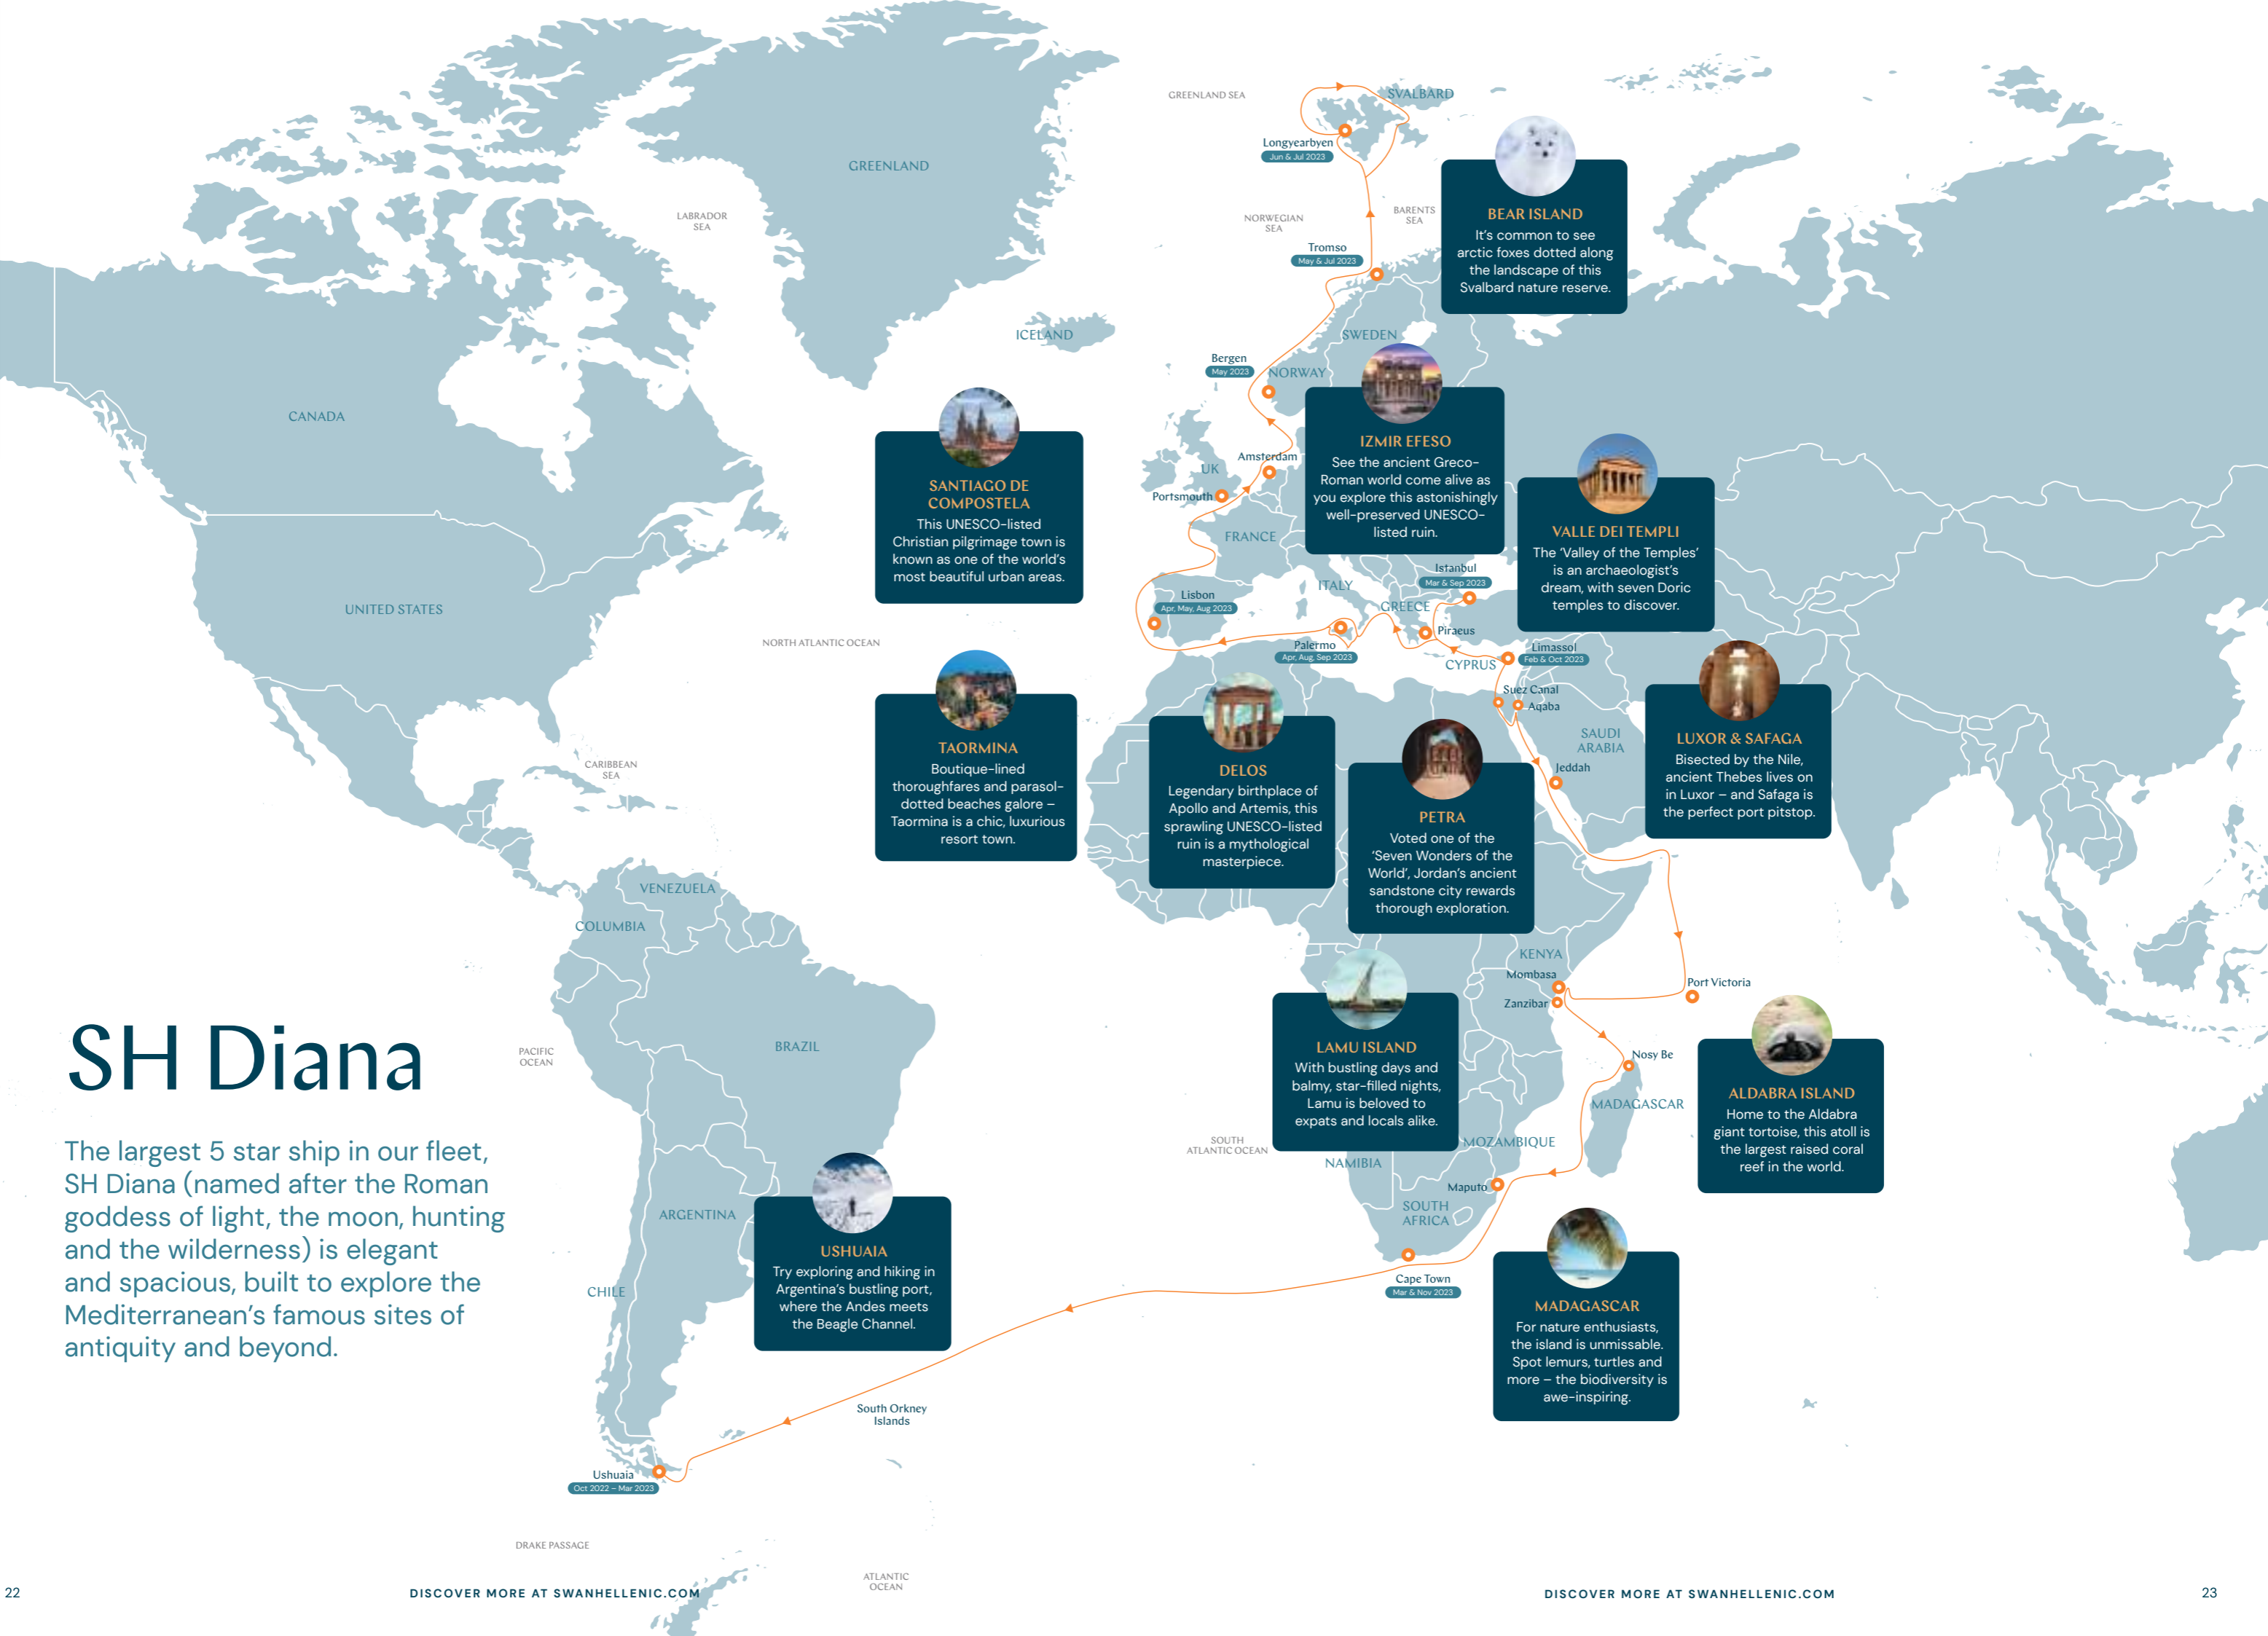 GREENLAND SEA
SVALBARD
Longyearbyen
Jun & Jul 2023
GREENLAND
LABRADOR
SEA
NORWEGIAN
SEA
BARENTS
SEA
Tromso
May & Jul 2023
BEAR ISLAND
It's common to see
arctic foxes dotted along
the landscape of this
Svalbard nature reserve.
ICELAND
SWEDEN
Bergen
May 2023
NORWAY
CANADA
SANTIAGO DE
COMPOSTELA
This UNESCO-listed
Christian pilgrimage town is
known as one of the world's
most beautiful urban areas.
UK
Amsterdam
Portsmouth
FRANCE
IZMIR EFESO
See the ancient Greco-
Roman world come alive as
you explore this astonishingly
well-preserved UNESCO-
listed ruin.
VALLE DEI TEMPLI
The 'Valley of the Temples'
is an archaeologist's
dream, with seven Doric
temples to discover.
UNITED STATES
NORTH ATLANTIC OCEAN
Lisbon
Apr, May, Aug 2023
ITALY
GREECE
Istanbul
Mar & Sep 2023
Piraeus
Palermo
Apr, Aug, Sep 2023
CYPRUS
Limassol
Feb & Oct 2023
Suez Canal
Aqaba
SAUDI
ARABIA
Jeddah
CARIBBEAN
SEA
TAORMINA
Boutique-lined
thoroughfares and parasol-
dotted beaches galore –
Taormina is a chic, luxurious
resort town.
DELOS
Legendary birthplace of
Apollo and Artemis, this
sprawling UNESCO-listed
ruin is a mythological
masterpiece.
PETRA
Voted one of the
'Seven Wonders of the
World', Jordan's ancient
sandstone city rewards
thorough exploration.
LUXOR & SAFAGA
Bisected by the Nile,
ancient Thebes lives on
in Luxor – and Safaga is
the perfect port pitstop.
VENEZUELA
COLUMBIA
KENYA
Mombasa
Zanzibar
Port Victoria
PACIFIC
OCEAN
BRAZIL
LAMU ISLAND
With bustling days and
balmy, star-filled nights,
Lamu is beloved to
expats and locals alike.
Nosy Be
MADAGASCAR
ALDABRA ISLAND
Home to the Aldabra
giant tortoise, this atoll is
the largest raised coral
reef in the world.
SH Diana
The largest 5 star ship in our fleet,
SH Diana (named after the Roman
goddess of light, the moon, hunting
and the wilderness) is elegant
and spacious, built to explore the
Mediterranean's famous sites of
antiquity and beyond.
SOUTH
ATLANTIC OCEAN
MOZAMBIQUE
NAMIBIA
Maputo
SOUTH
AFRICA
Cape Town
Mar & Nov 2023
ARGENTINA
CHILE
USHUAIA
Try exploring and hiking in
Argentina's bustling port,
where the Andes meets
the Beagle Channel.
MADAGASCAR
For nature enthusiasts,
the island is unmissable.
Spot lemurs, turtles and
more – the biodiversity is
awe-inspiring.
South Orkney
Islands
Ushuaia
Oct 2022 – Mar 2023
DRAKE PASSAGE
ATLANTIC
OCEAN
22
DISCOVER MORE AT SWANHELLENIC.COM
DISCOVER MORE AT SWANHELLENIC.COM
23